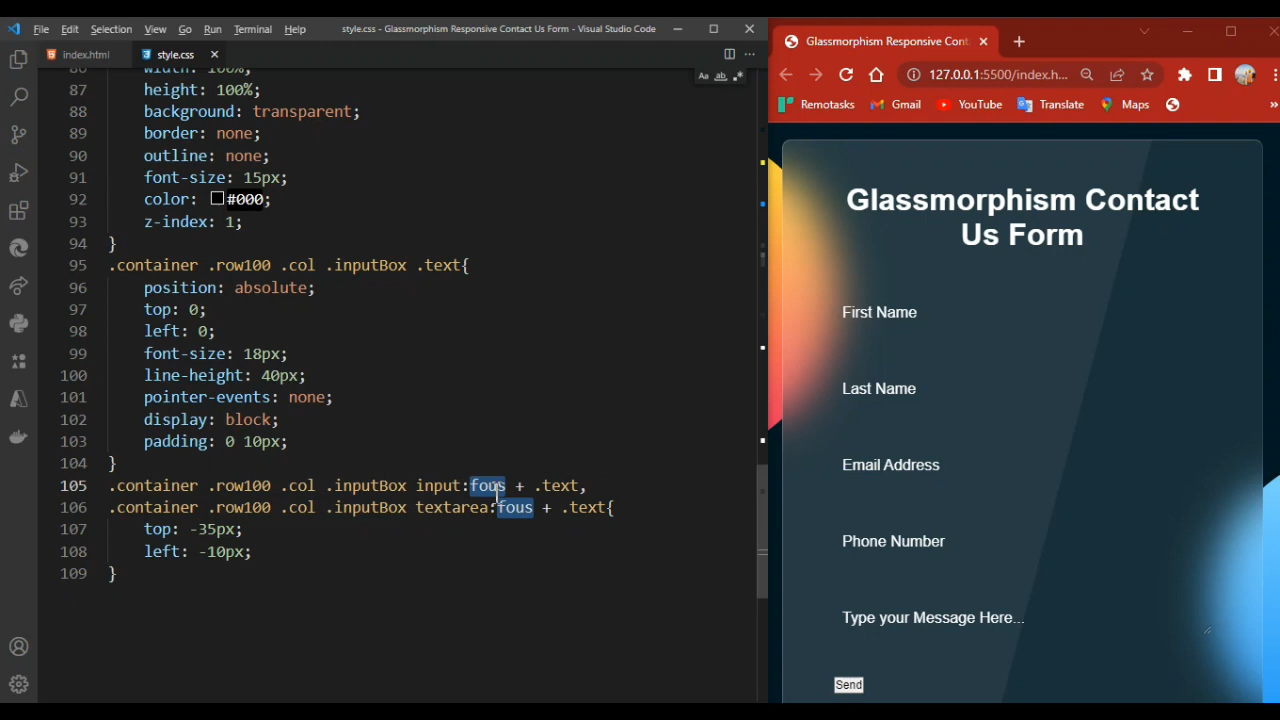 File Edit Selection View Go Run Terminal Help style.css - Glassmorphism Responsive Contact Us Form - Visual Studio Code
index.html style.css
86 width: 100%;
87 height: 100%;
88 background: transparent;
89 border: none;
90 outline: none;
91 font-size: 15px;
92 color: #000;
93 z-index: 1;
94 }
95 .container .row100 .col .inputBox .text{
96 position: absolute;
97 top: 0;
98 left: 0;
99 font-size: 18px;
100 line-height: 40px;
101 pointer-events: none;
102 display: block;
103 padding: 0 10px;
104 }
105 .container .row100 .col .inputBox input:fous + .text,
106 .container .row100 .col .inputBox textarea:fous + .text{
107 top: -35px;
108 left: -10px;
109 }
Aa ab
Glassmorphism Responsive Cont
127.0.0.1:5500/index.h...
Remotasks Gmail YouTube Translate Maps
Glassmorphism Contact
Us Form
First Name
Last Name
Email Address
Phone Number
Type your Message Here...
Send